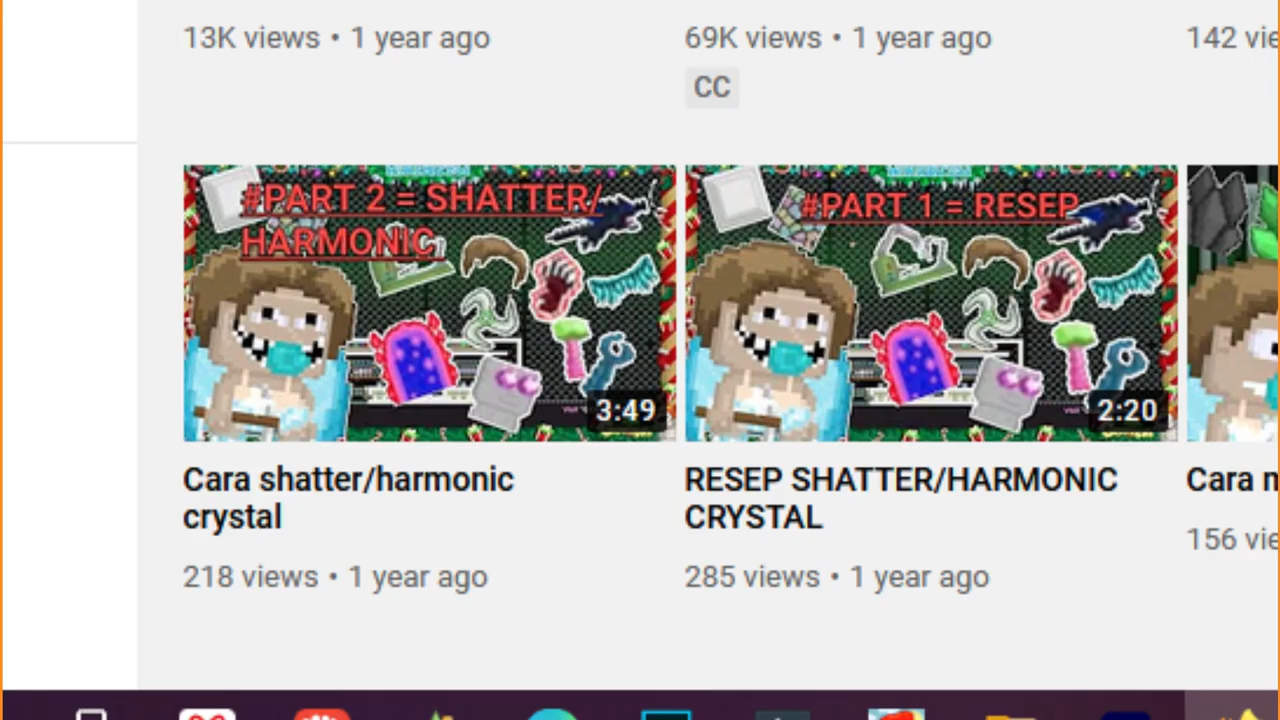 13K views • 1 year ago
69K views • 1 year ago
142 vie
CC
#PART 2 = SHATTER/
HARMONIC
3:49
#PART 1 = RESEP
2:20
Cara shatter/harmonic
crystal
218 views • 1 year ago
RESEP SHATTER/HARMONIC
CRYSTAL
285 views • 1 year ago
Cara
156 vie